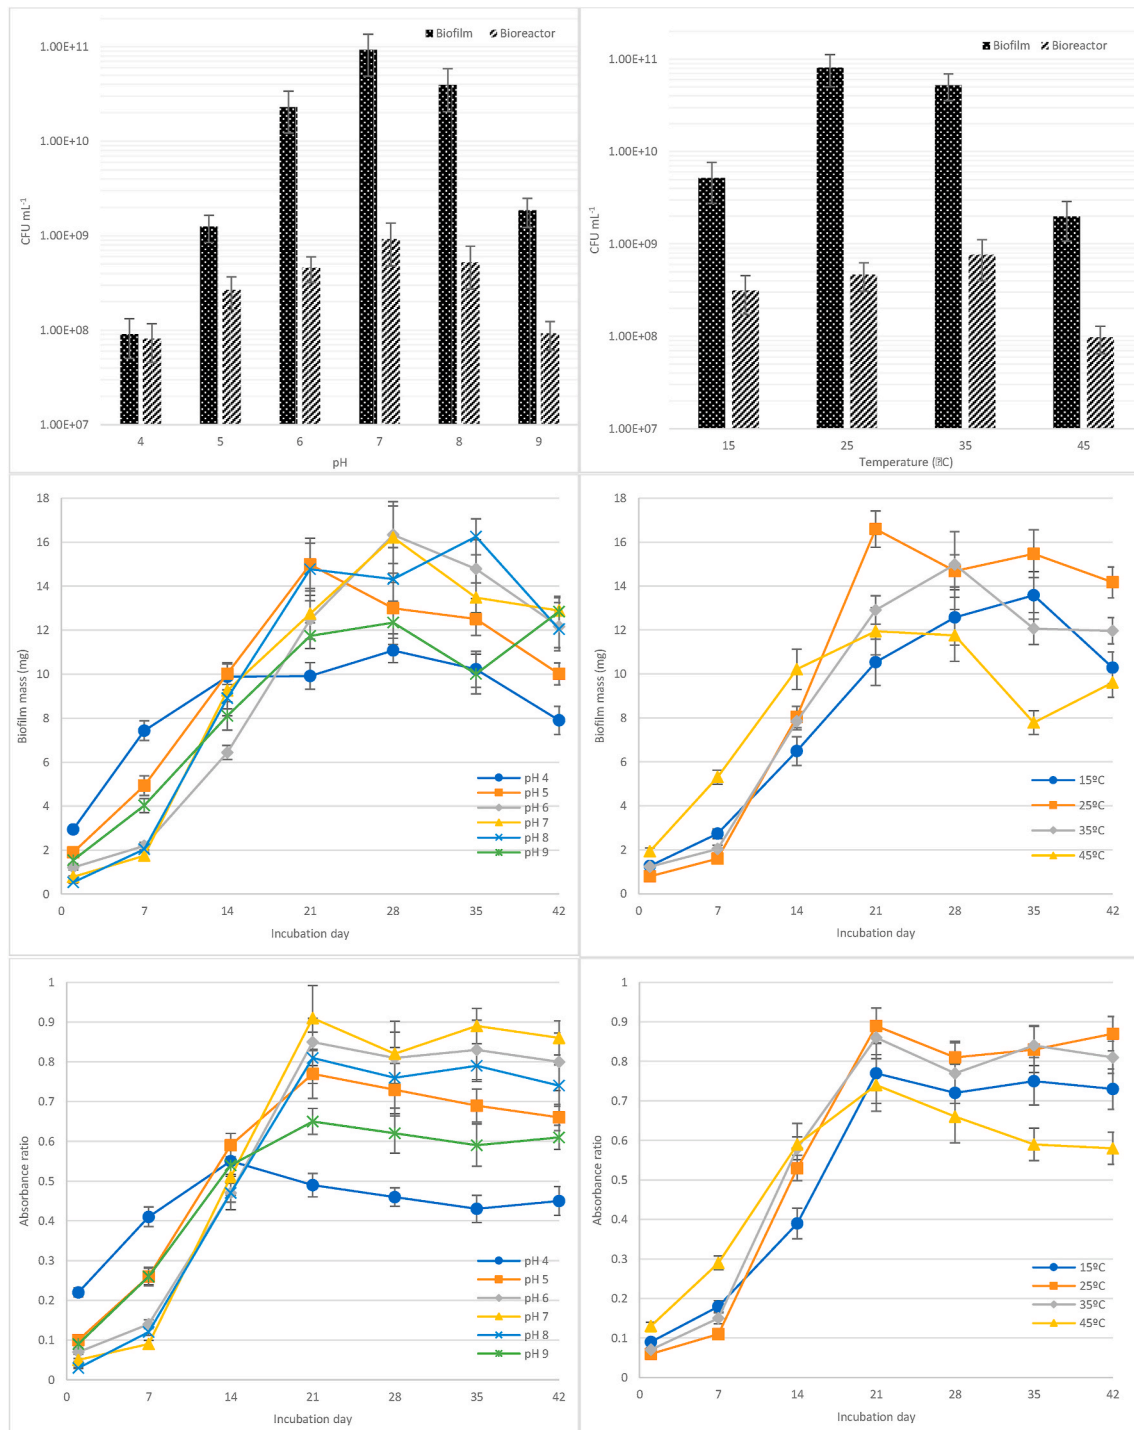 Biofilm Bioreactor
1.00E+11
1.00E+10
1.00E+09
1.00E+08
1.00E+07
CFU mL-1
4 5 6 7 8 9
pH
Biofilm Bioreactor
1.00E+11
1.00E+10
1.00E+09
1.00E+08
1.00E+07
CFU mL-1
15 25 35 45
Temperature (⍰C)
18
16
14
12
10
8
6
4
2
0
Biofilm mass (mg)
pH 4
pH 5
pH 6
pH 7
pH 8
pH 9
0 7 14 21 28 35 42
Incubation day
18
16
14
12
10
8
6
4
2
0
Biofilm mass (mg)
15ºC
25ºC
35ºC
45ºC
0 7 14 21 28 35 42
Incubation day
1
0.9
0.8
0.7
0.6
0.5
0.4
0.3
0.2
0.1
0
Absorbance ratio
pH 4
pH 5
pH 6
pH 7
pH 8
pH 9
0 7 14 21 28 35 42
Incubation day
1
0.9
0.8
0.7
0.6
0.5
0.4
0.3
0.2
0.1
0
Absorbance ratio
15ºC
25ºC
35ºC
45ºC
0 7 14 21 28 35 42
Incubation day